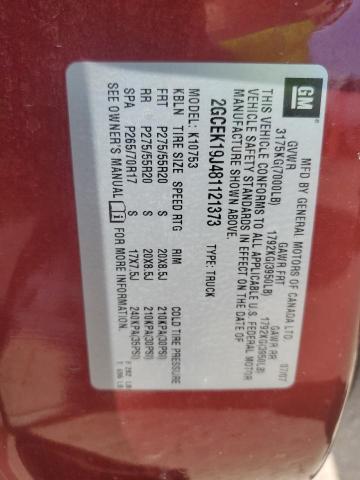 GM
MFD BY GENERAL MOTORS OF CANADA LTD.
07/07
GVWR GAWR FRT GAWR RR
3175KG(7000LB) 1792KG(3950LB) 1792KG(3950LB)
THIS VEHICLE CONFORMS TO ALL APPLICABLE U.S. FEDERAL MOTOR
VEHICLE SAFETY STANDARDS IN EFFECT ON THE DATE OF
MANUFACTURE SHOWN ABOVE.
2GCEK19J481121373 TYPE: TRUCK
MODEL: K10753
KBLN TIRE SIZE SPEED RTG RIM COLD TIRE PRESSURE
FRT P275/55R20 S 20X8.5J 210KPA(30PSI)
RR P275/55R20 S 20X8.5J 210KPA(30PSI)
SPA P265/70R17 S 17X7.5J 240KPA(35PSI)
SEE OWNER'S MANUAL FOR MORE INFORMATION